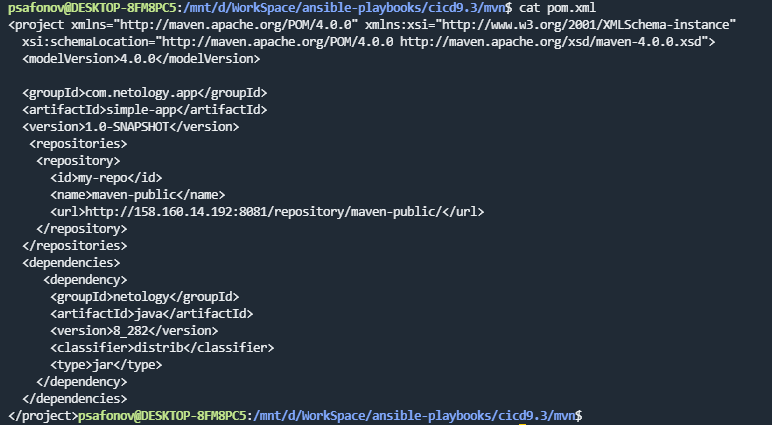 psafonov@DESKTOP-8FM8PC5:/mnt/d/WorkSpace/ansible-playbooks/cicd9.3/mvn$ cat pom.xml
<project xmlns="http://maven.apache.org/POM/4.0.0" xmlns:xsi="http://www.w3.org/2001/XMLSchema-instance"
  xsi:schemaLocation="http://maven.apache.org/POM/4.0.0 http://maven.apache.org/xsd/maven-4.0.0.xsd">
  <modelVersion>4.0.0</modelVersion>

  <groupId>com.netology.app</groupId>
  <artifactId>simple-app</artifactId>
  <version>1.0-SNAPSHOT</version>
   <repositories>
    <repository>
      <id>my-repo</id>
      <name>maven-public</name>
      <url>http://158.160.14.192:8081/repository/maven-public/</url>
    </repository>
  </repositories>
  <dependencies>
     <dependency>
      <groupId>netology</groupId>
      <artifactId>java</artifactId>
      <version>8_282</version>
      <classifier>distrib</classifier>
      <type>jar</type>
    </dependency>
  </dependencies>
</project>psafonov@DESKTOP-8FM8PC5:/mnt/d/WorkSpace/ansible-playbooks/cicd9.3/mvn$